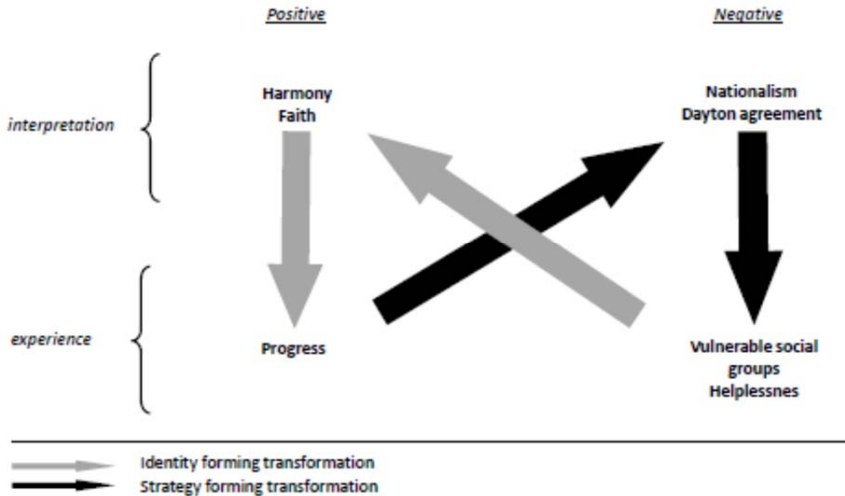 Positive
Negative
interpretation
Harmony
Faith
Nationalism
Dayton agreement
experience
Progress
Vulnerable social
groups
Helplessnes
Identity forming transformation
Strategy forming transformation